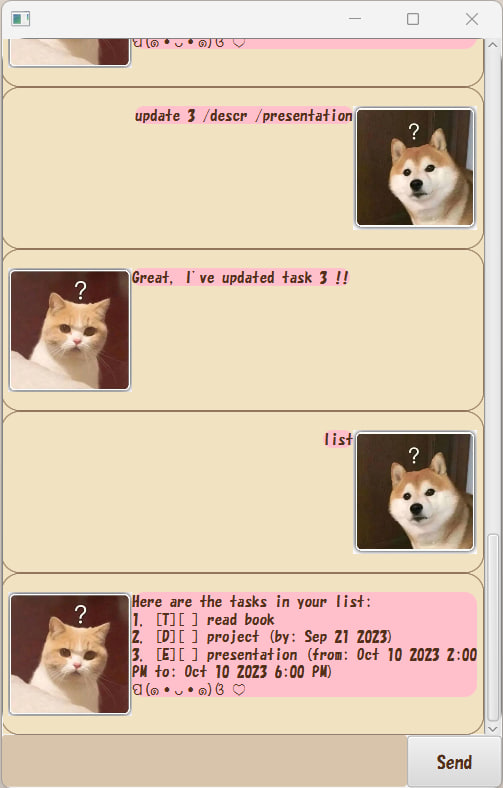 ପ(๑•ᴗ•๑)ଓ ♡
update 3 /descr /presentation
?
Great, I've updated task 3 !!
?
list
?
Here are the tasks in your list:
1. [T][ ] read book
2. [D][ ] project (by: Sep 21 2023)
3. [E][ ] presentation (from: Oct 10 2023 2:00
PM to: Oct 10 2023 6:00 PM)
ପ(๑•ᴗ•๑)ଓ ♡
?
Send